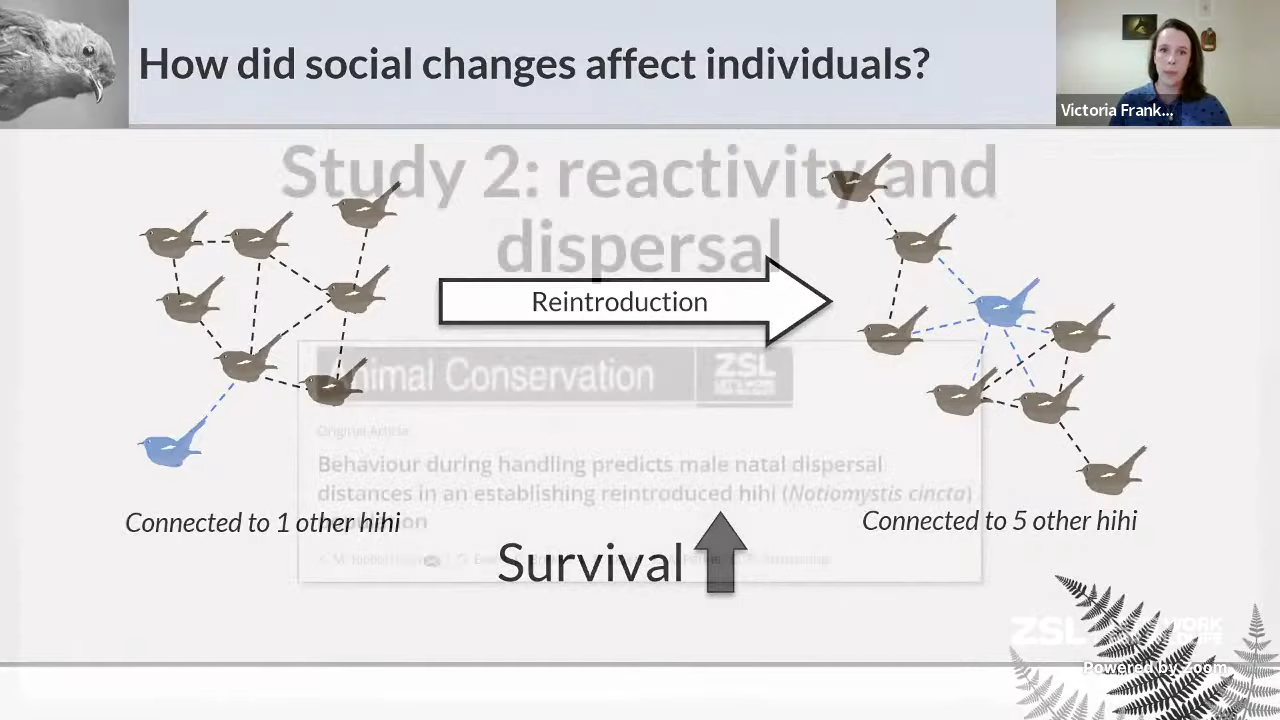 How did social changes affect individuals?
Victoria Frank...
Study 2: reactivity and
dispersal
Reintroduction
Animal Conservation
ZSL
Original Article
Behaviour during handling predicts male natal dispersal
distances in an establishing reintroduced hihi (Notiomystis cincta)
Connected to 1 other hihi
Connected to 5 other hihi
Survival
ZSL
Powered by Zoom